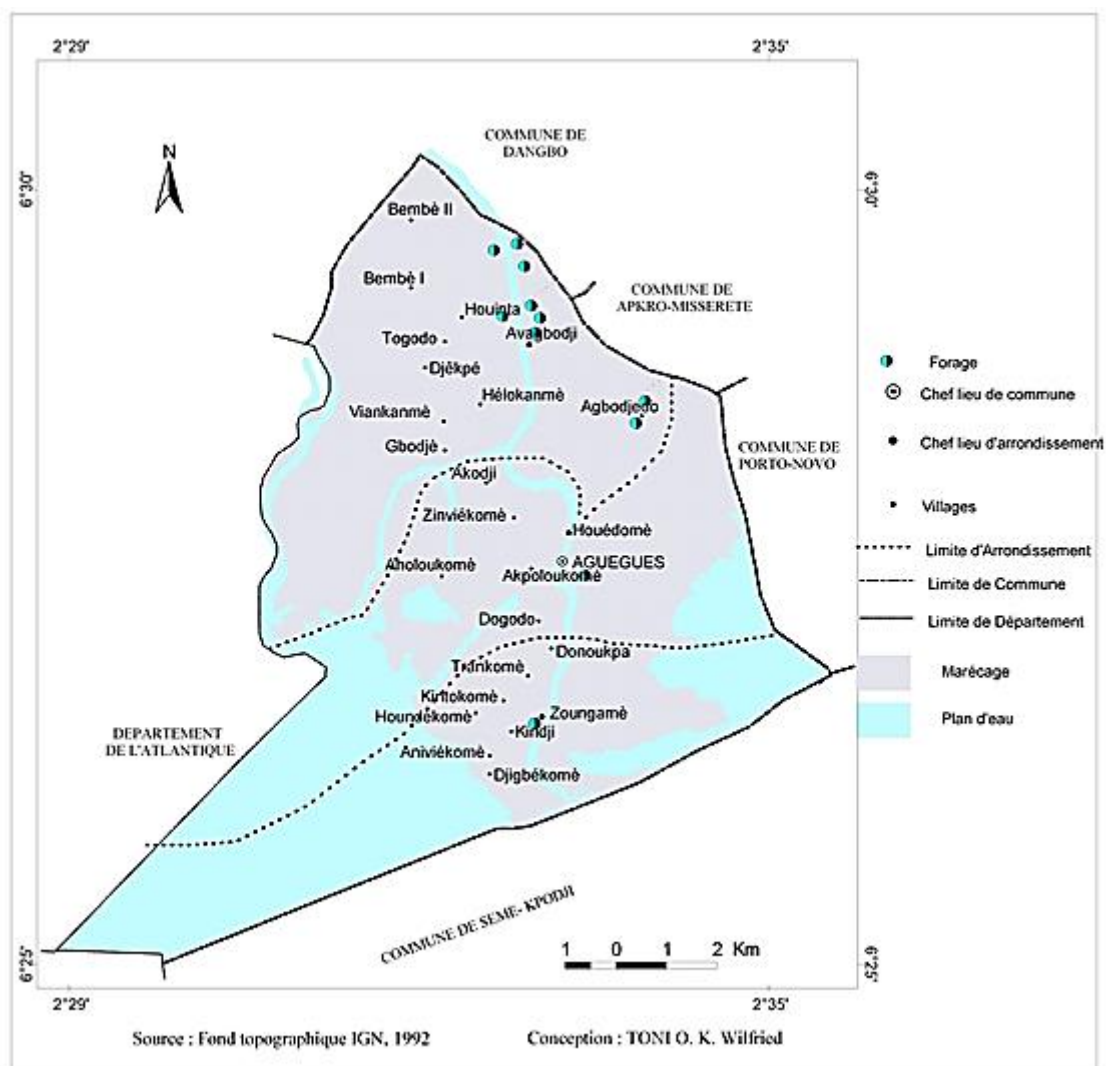 2°29'
2°35'
6°30'
6°30'
N
COMMUNE DE
DANGBO
Bembè II
Bembè I
COMMUNE DE
APKRO-MISSERETE
Houinta
Avagbodji
Togodo
Djêkpé
Hélokanmè
Agbodjedo
Viankanmè
Gbodjè
COMMUNE DE
PORTO-NOVO
Akodji
Zinviékomè
Houédomè
AGUEGUES
Aholoukomè
Akpoloukomè
Dogodo
Donoukpa
Trankomè
Kintokomè
Houndékomè
Zoungamè
Kindji
Aniviékomè
Djigbékomè
DEPARTEMENT
DE L'ATLANTIQUE
COMMUNE DE SEME- KPODJI
Forage
Chef lieu de commune
Chef lieu d'arrondissement
Villages
Limite d'Arrondissement
Limite de Commune
Limite de Département
Marécage
Plan d'eau
1 0 1 2 Km
6°25'
6°25'
2°29'
2°35'
Source : Fond topographique IGN, 1992
Conception : TONI O. K. Wilfried